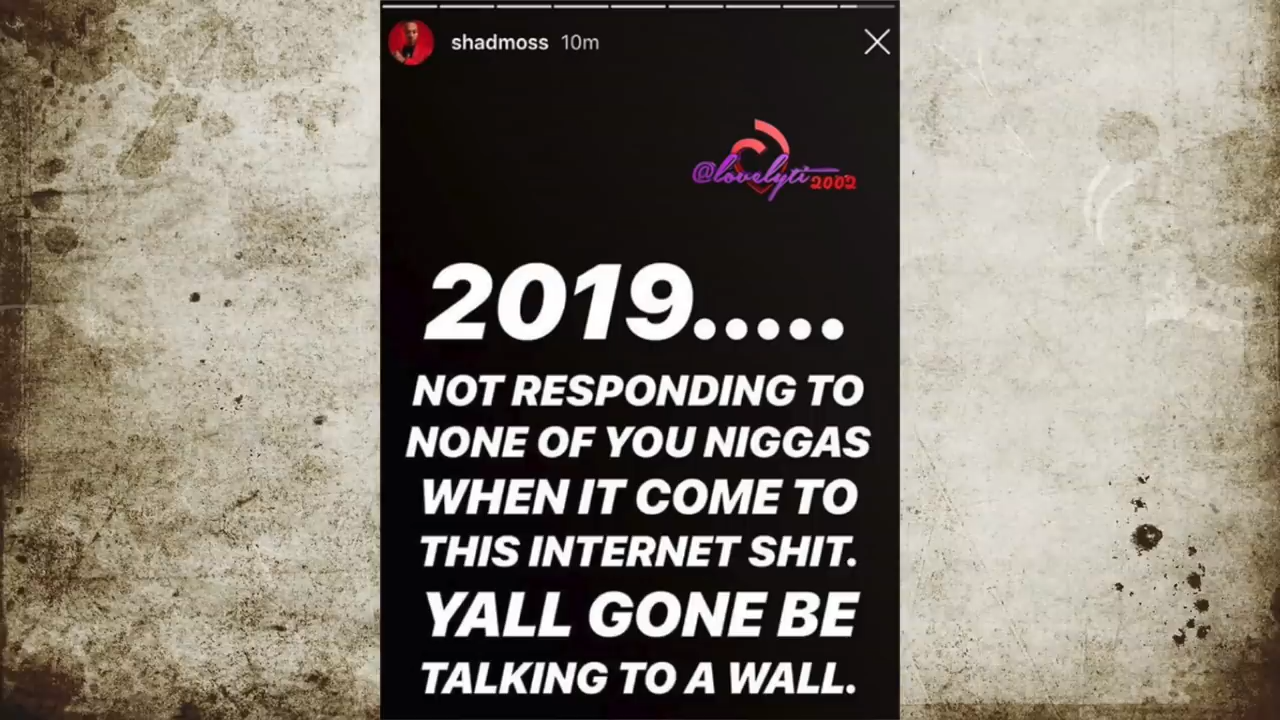 shadmoss 10m
@lovelyti2002
2019.....
NOT RESPONDING TO
NONE OF YOU NIGGAS
WHEN IT COME TO
THIS INTERNET SHIT.
YALL GONE BE
TALKING TO A WALL.